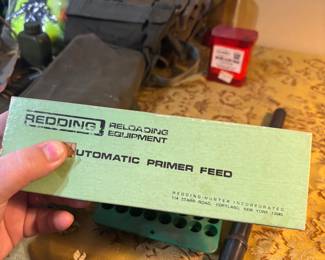 REDDING RELOADING
EQUIPMENT
AUTOMATIC PRIMER FEED
REDDING-HUNTER INCORPORATED
114 STARR ROAD, CORTLAND, NEW YORK 13045